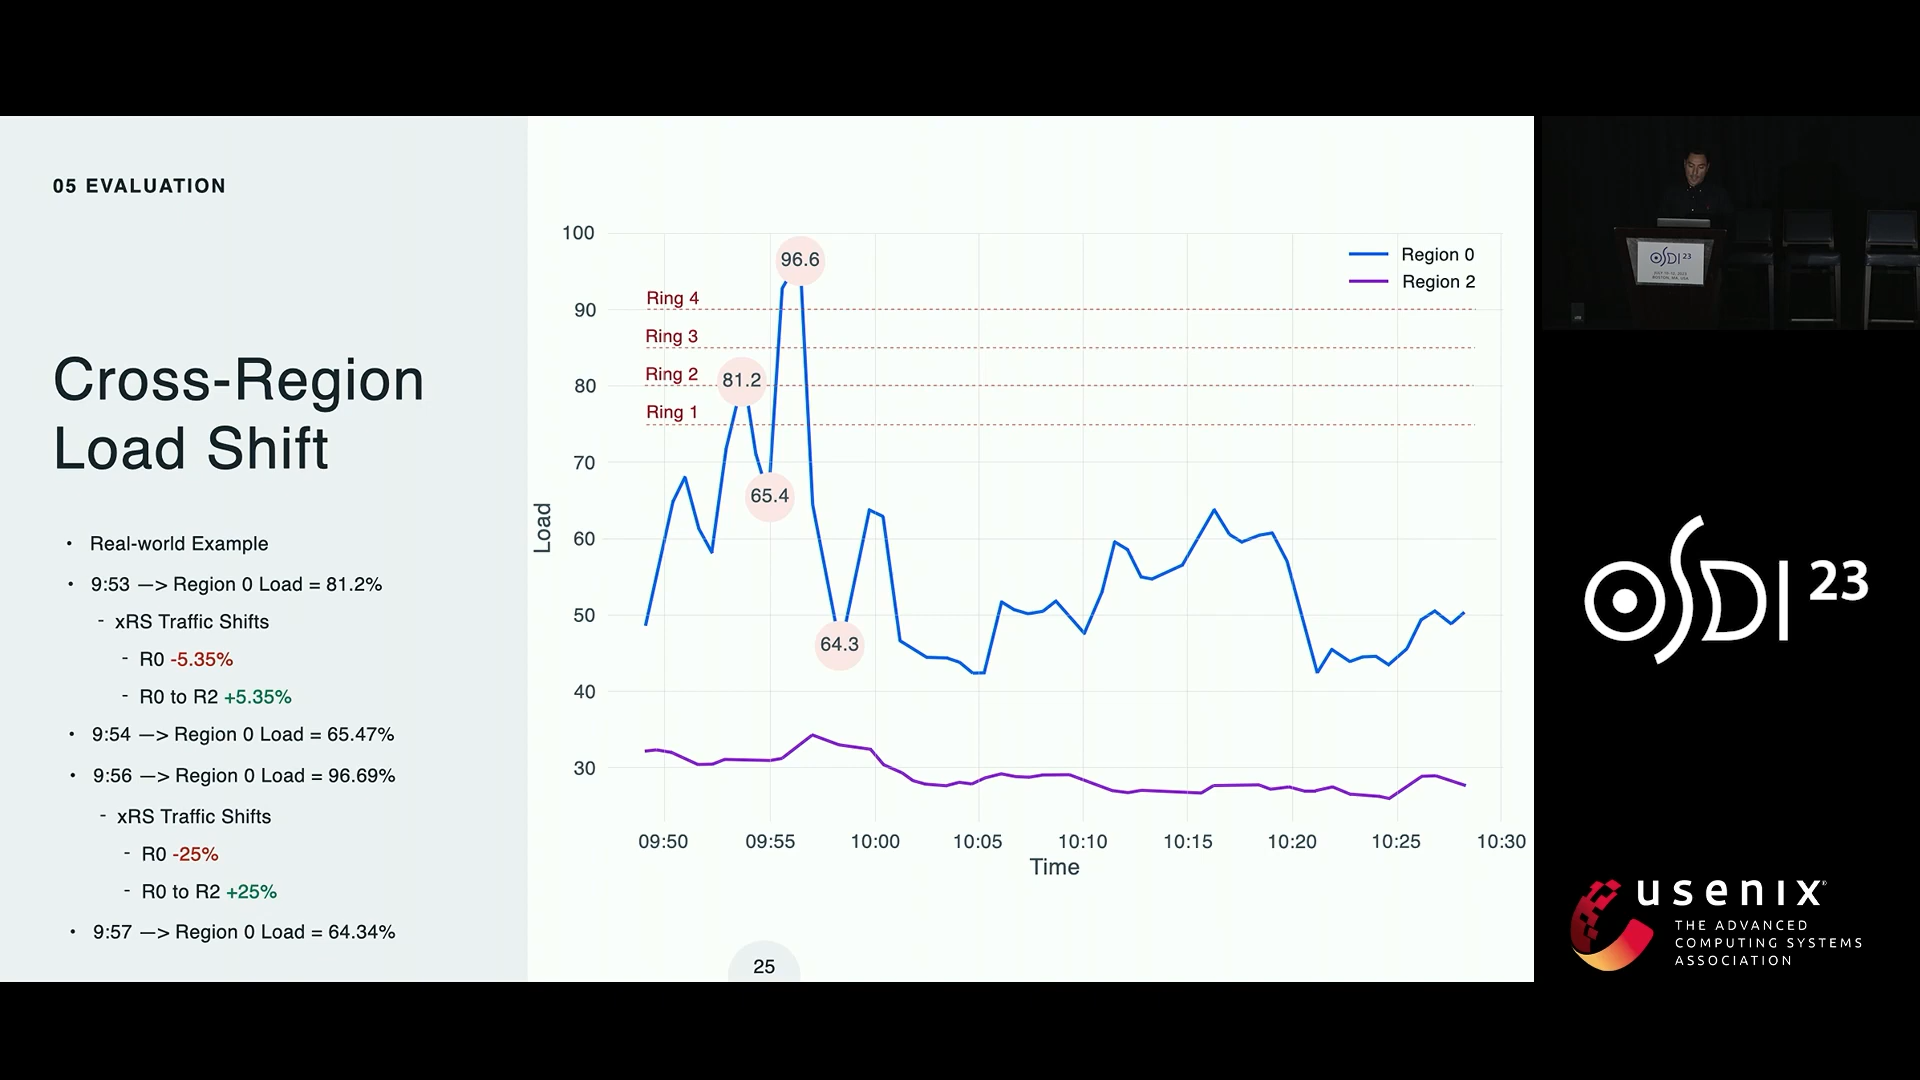 05 EVALUATION
Cross-Region
Load Shift
• Real-world Example
• 9:53 —> Region 0 Load = 81.2%
- xRS Traffic Shifts
- R0 -5.35%
- R0 to R2 +5.35%
• 9:54 —> Region 0 Load = 65.47%
• 9:56 —> Region 0 Load = 96.69%
- xRS Traffic Shifts
- R0 -25%
- R0 to R2 +25%
• 9:57 —> Region 0 Load = 64.34%
Region 0
Region 2
100
90
80
70
60
50
40
30
Load
Ring 4
Ring 3
Ring 2
Ring 1
96.6
81.2
65.4
64.3
09:50 09:55 10:00 10:05 10:10 10:15 10:20 10:25 10:30
Time
25
OSDI 23
OSDI 23
usenix
THE ADVANCED
COMPUTING SYSTEMS
ASSOCIATION